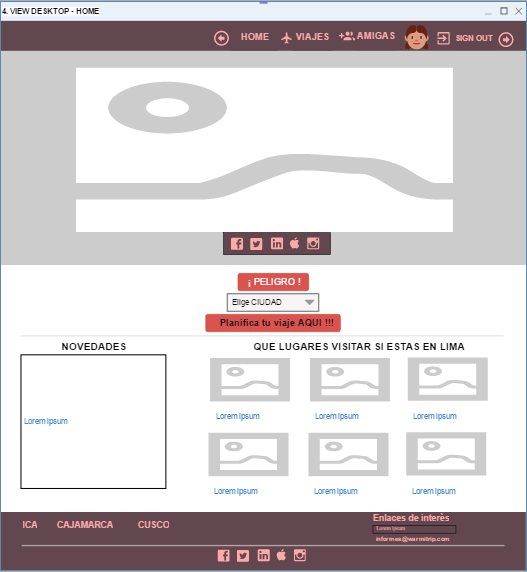 4. VIEW DESKTOP - HOME
HOME VIAJES AMIGAS SIGN OUT
¡ PELIGRO !
Elige CIUDAD
Planifica tu viaje AQUI !!!
NOVEDADES
QUE LUGARES VISITAR SI ESTAS EN LIMA
Lorem Ipsum
Lorem Ipsum Lorem Ipsum Lorem Ipsum
Lorem Ipsum Lorem Ipsum Lorem Ipsum
ICA CAJAMARCA CUSCO
Enlaces de interès
Lorem Ipsum
informes@warmitrip.com